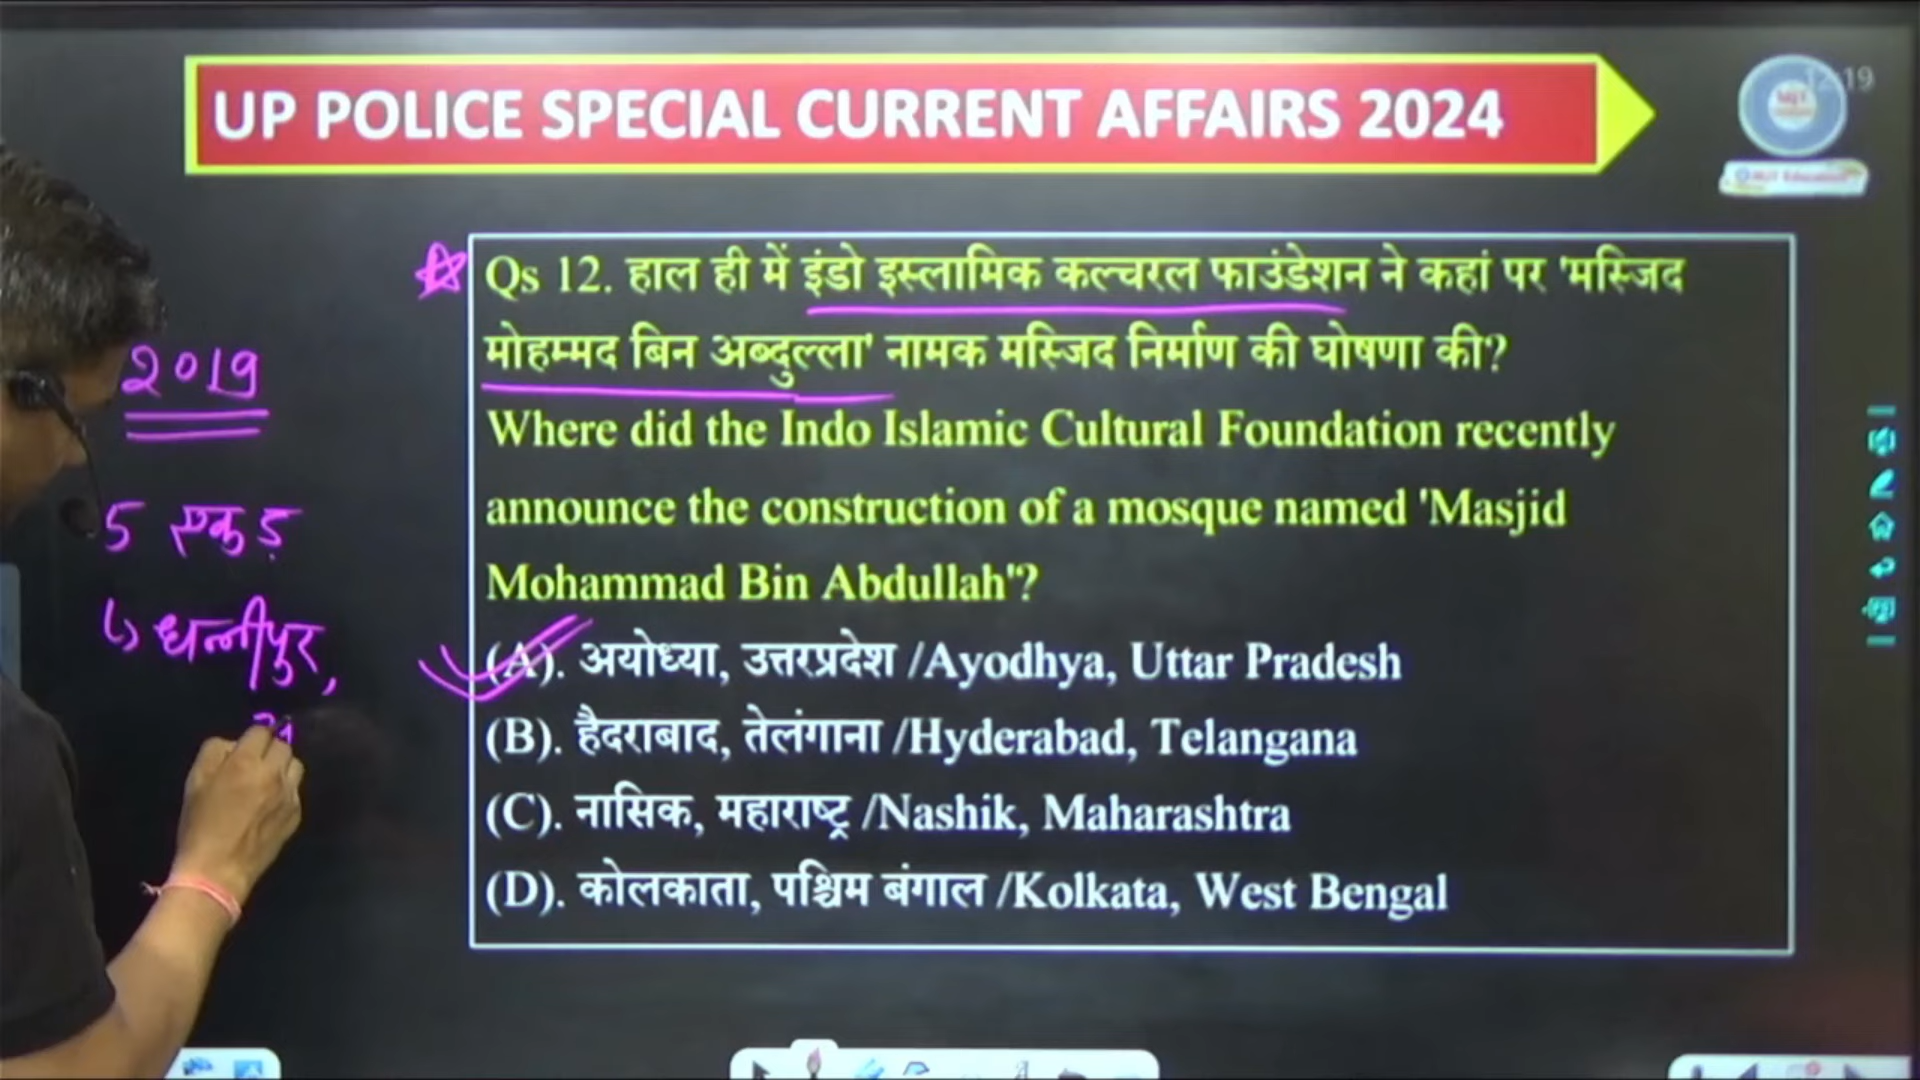 UP POLICE SPECIAL CURRENT AFFAIRS 2024
12:19
Qs 12. हाल ही में इंडो इस्लामिक कल्चरल फाउंडेशन ने कहां पर 'मस्जिद
मोहम्मद बिन अब्दुल्ला' नामक मस्जिद निर्माण की घोषणा की?
Where did the Indo Islamic Cultural Foundation recently
announce the construction of a mosque named 'Masjid
Mohammad Bin Abdullah'?
(A). अयोध्या, उत्तरप्रदेश /Ayodhya, Uttar Pradesh
(B). हैदराबाद, तेलंगाना /Hyderabad, Telangana
(C). नासिक, महाराष्ट्र /Nashik, Maharashtra
(D). कोलकाता, पश्चिम बंगाल /Kolkata, West Bengal
2019
5 एकड़
धन्नीपुर,